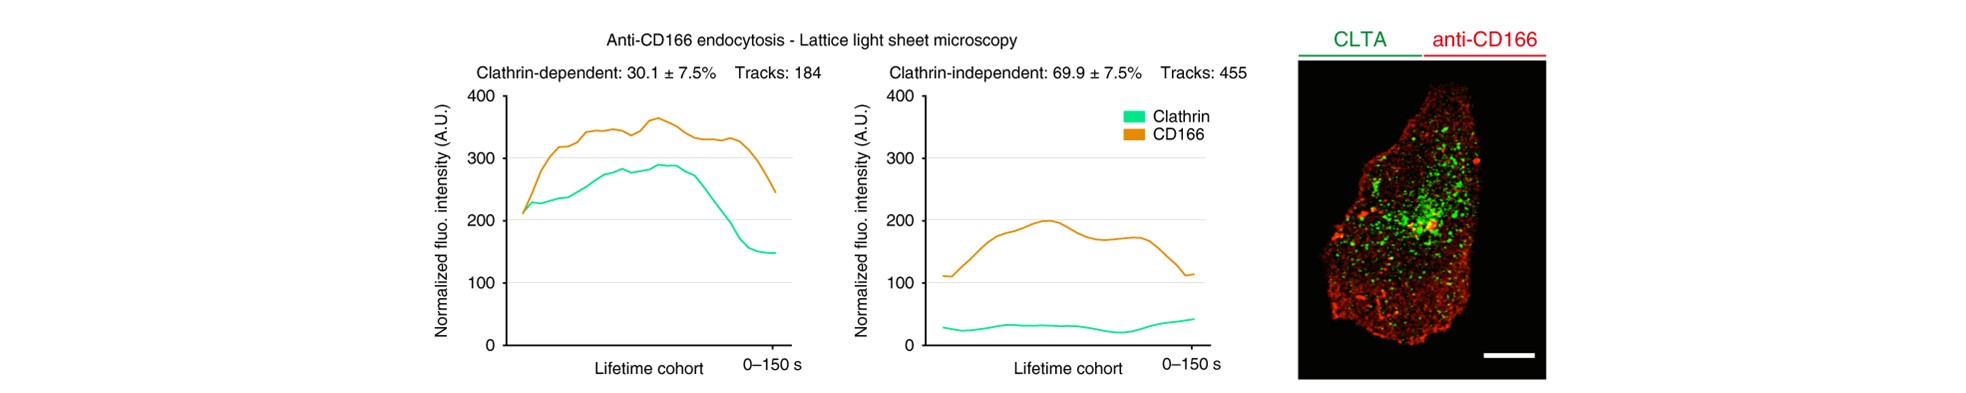 Anti-CD166 endocytosis - Lattice light sheet microscopy
Clathrin-dependent: 30.1 ± 7.5% Tracks: 184
Normalized fluo. intensity (A.U.)
400
300
200
100
0
Lifetime cohort
0–150 s
Clathrin-independent: 69.9 ± 7.5% Tracks: 455
Normalized fluo. intensity (A.U.)
400
300
200
100
0
Clathrin
CD166
Lifetime cohort
0–150 s
CLTA anti-CD166